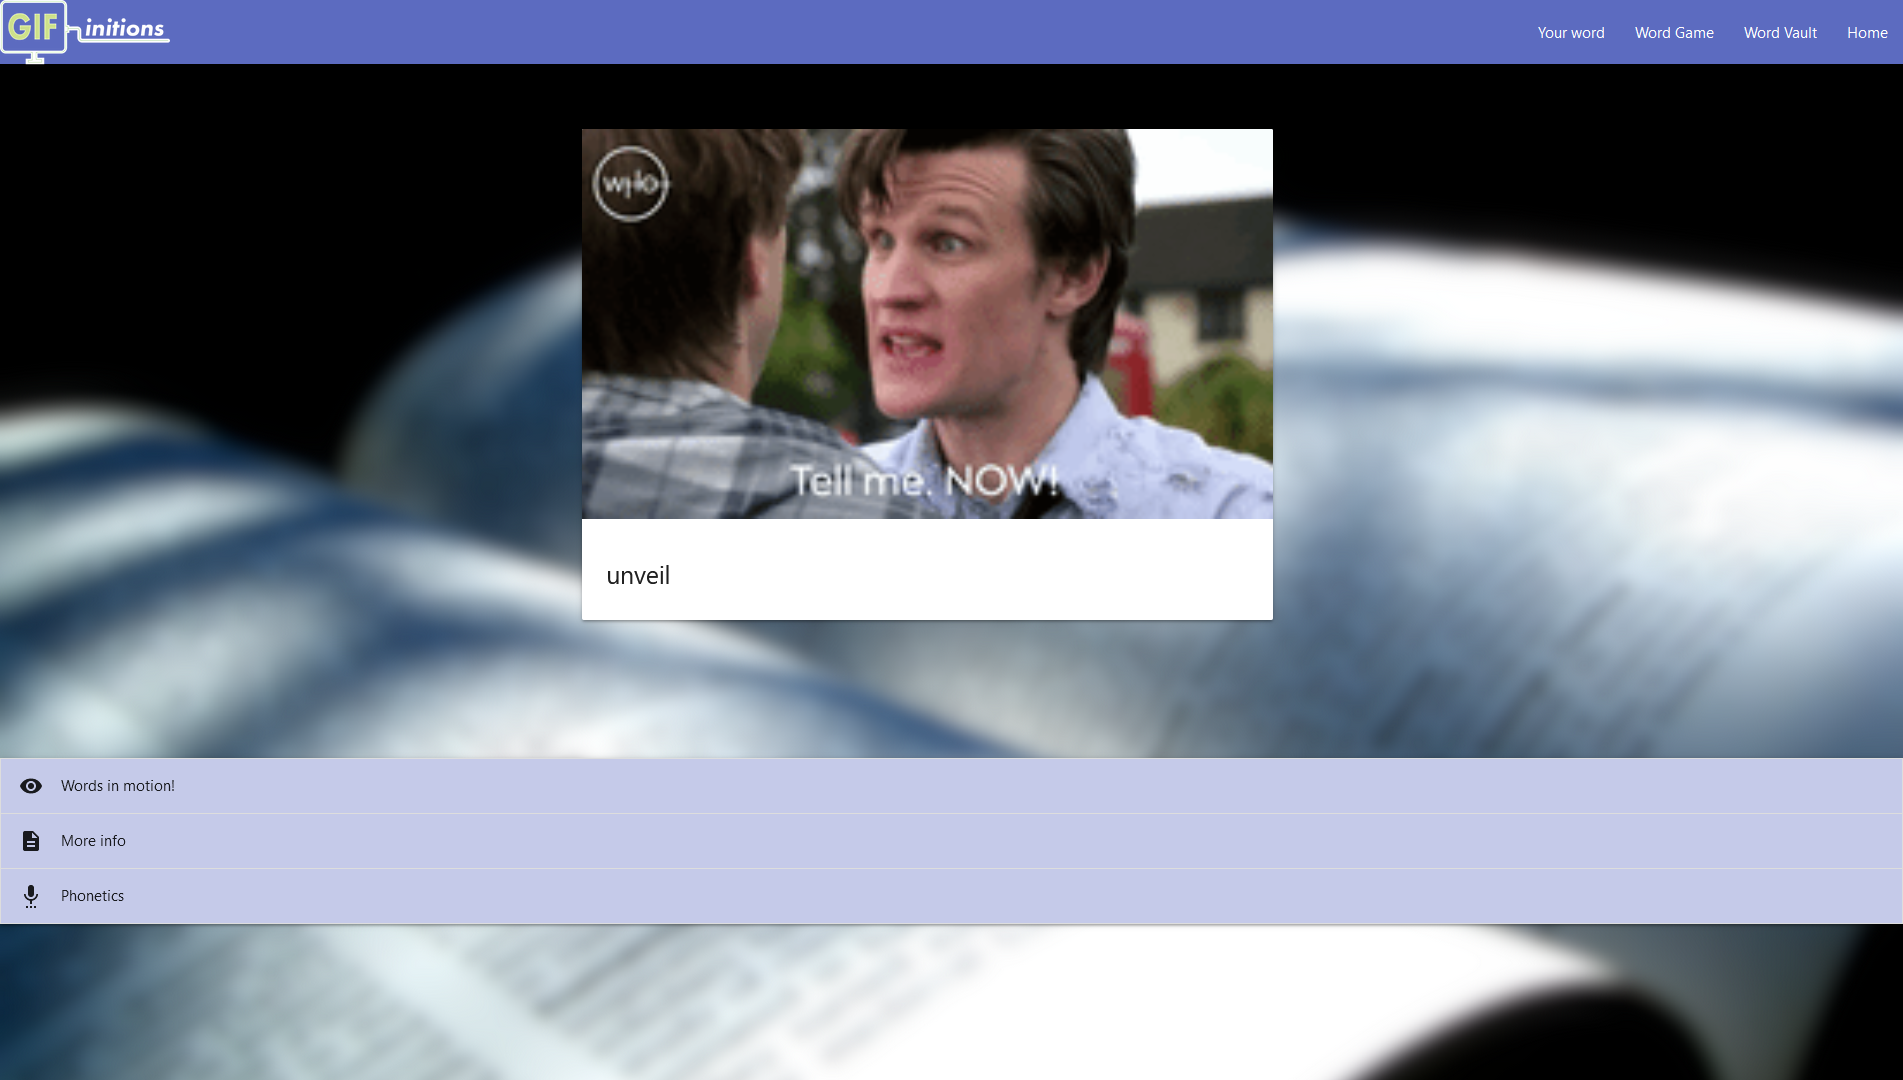 GIF initions
Your word Word Game Word Vault Home
WHO
Tell me. NOW!
unveil
Words in motion!
More info
Phonetics